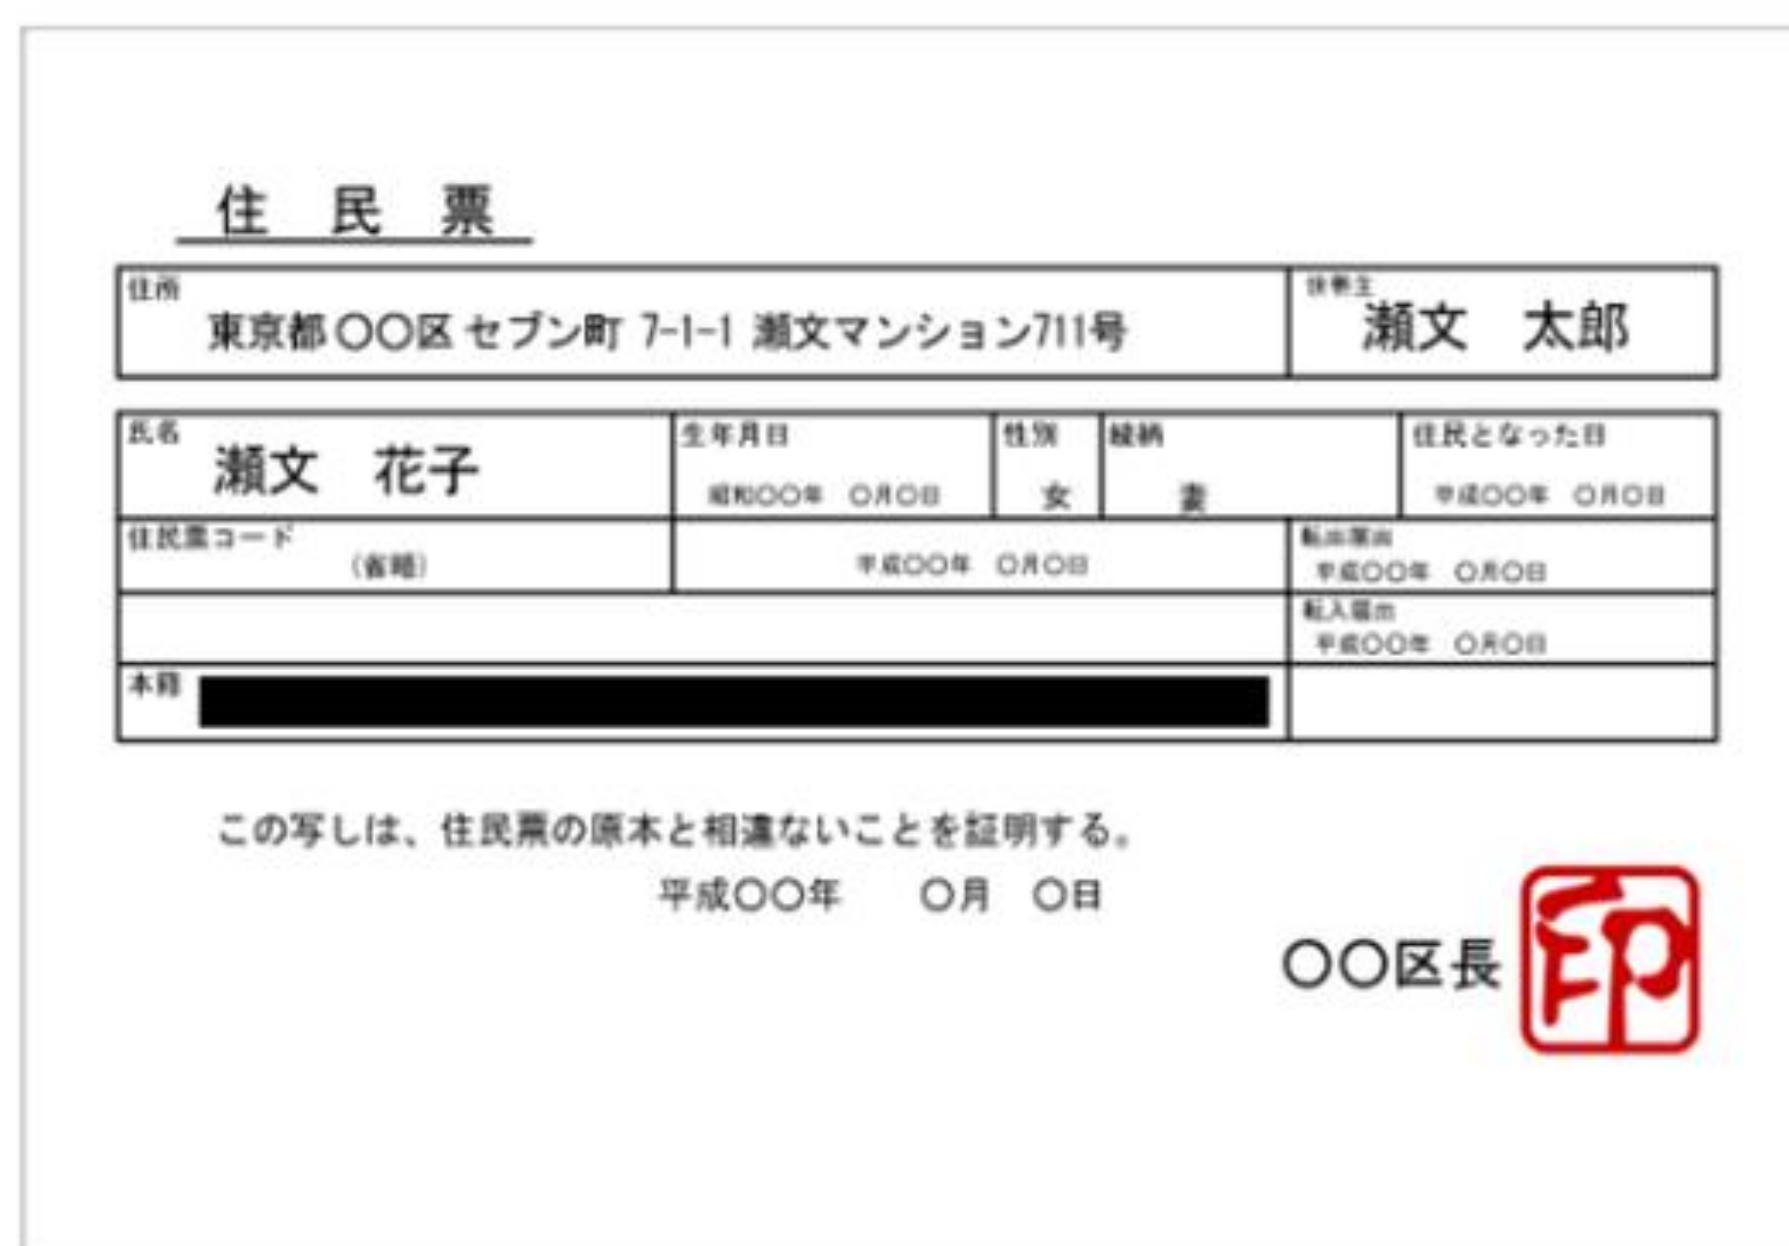 住 民 票
住所 世帯主
東京都〇〇区 セブン町 7-1-1 瀬文マンション711号 瀬文 太郎
氏名 生年月日 性別 続柄 住民となった日
瀬文 花子 昭和〇〇年 〇月〇日 女 妻 平成〇〇年 〇月〇日
住民票コード 転出届出
(省略) 平成〇〇年 〇月〇日 平成〇〇年 〇月〇日
転入届出
平成〇〇年 〇月〇日
本籍
この写しは、住民票の原本と相違ないことを証明する。
平成〇〇年 〇月 〇日
〇〇区長 印